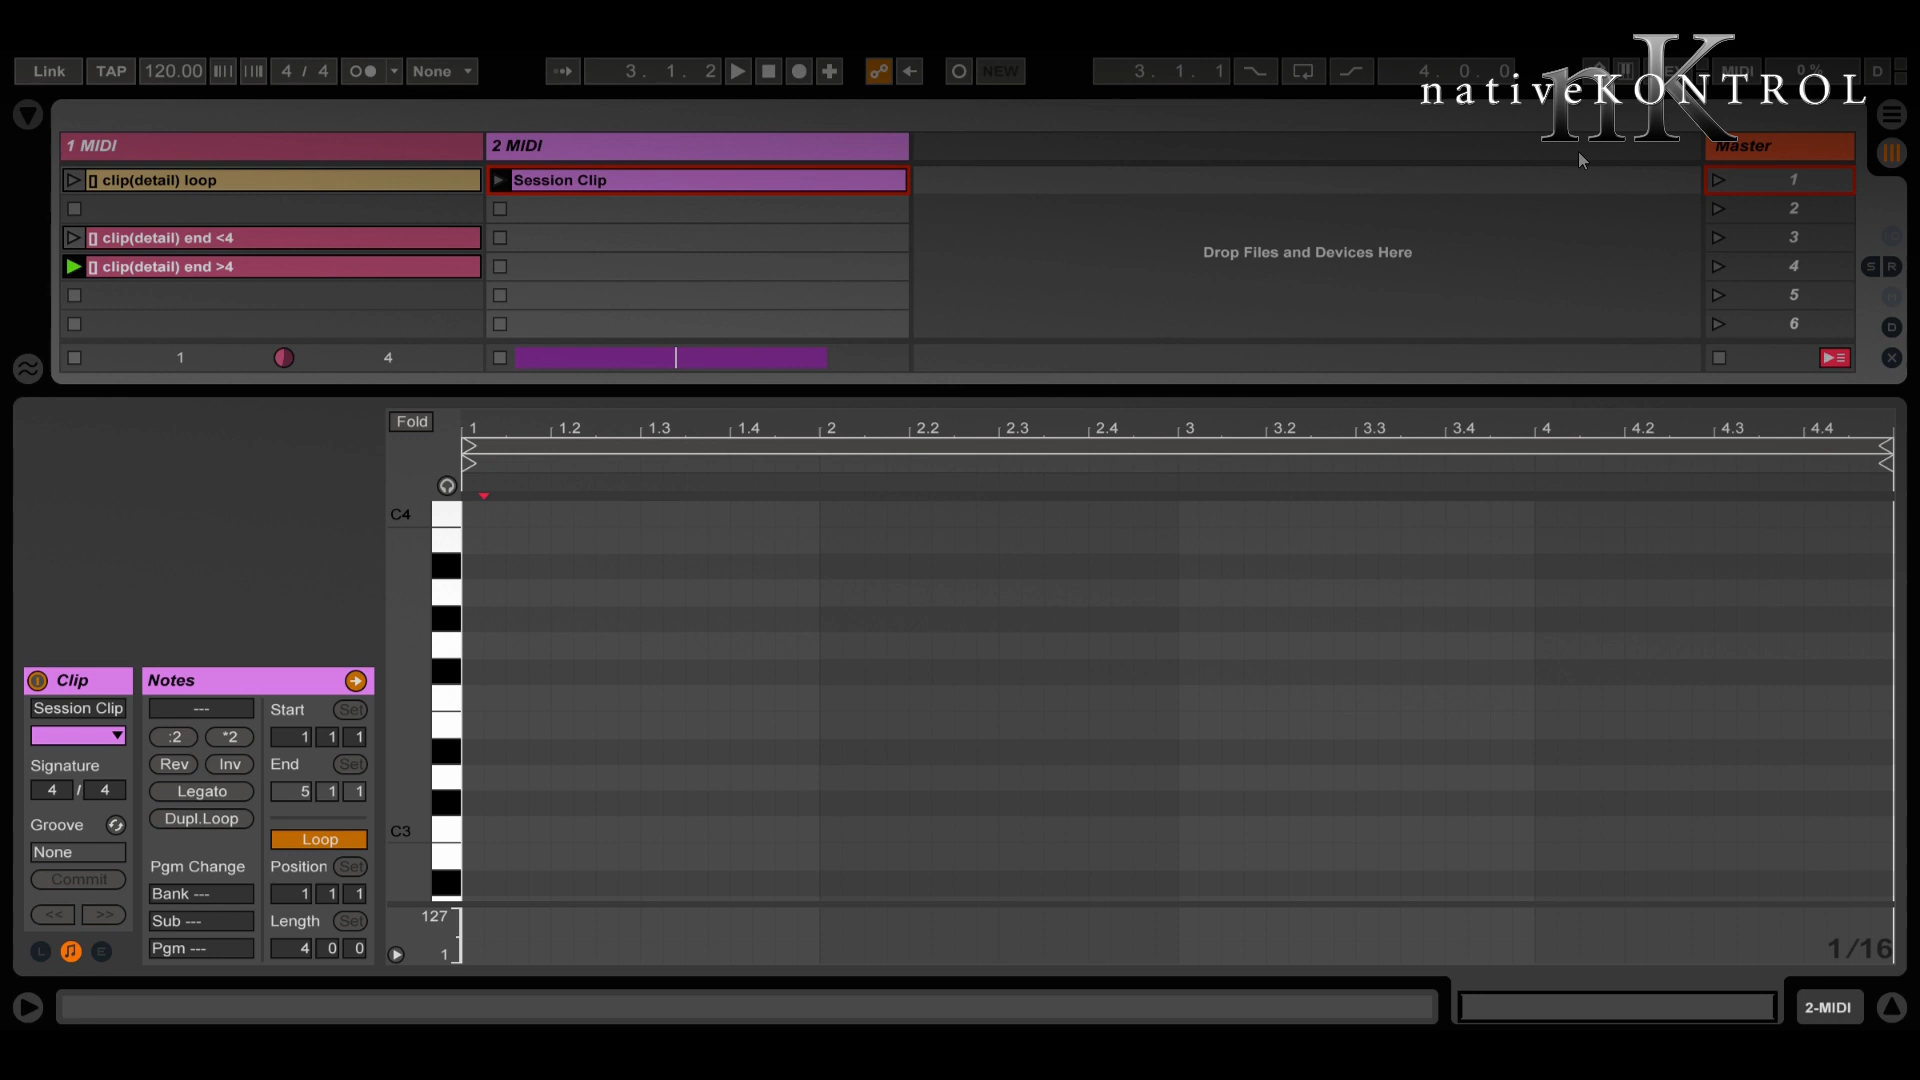 Link TAP 120.00 4 / 4 None 3. 1. 2 NEW 3. 1. 1 4. 0. 0 MIDI 0 % D
nativeKONTROL
nK
1 MIDI 2 MIDI Master
[] clip(detail) loop Session Clip 1
2
[] clip(detail) end <4 3
[] clip(detail) end >4 4 S R
Drop Files and Devices Here
5
6 D
1 4 X
Fold 1 1.2 1.3 1.4 2 2.2 2.3 2.4 3 3.2 3.3 3.4 4 4.2 4.3 4.4
C4
C3
127
1
1/16
Clip Notes
Session Clip --- Start Set
:2 *2 1 1 1
Signature Rev Inv End Set
4 / 4 Legato 5 1 1
Groove Dupl.Loop Loop
None Pgm Change Position Set
Commit Bank --- 1 1 1
<< >> Sub --- Length Set
L E Pgm --- 4 0 0
2-MIDI